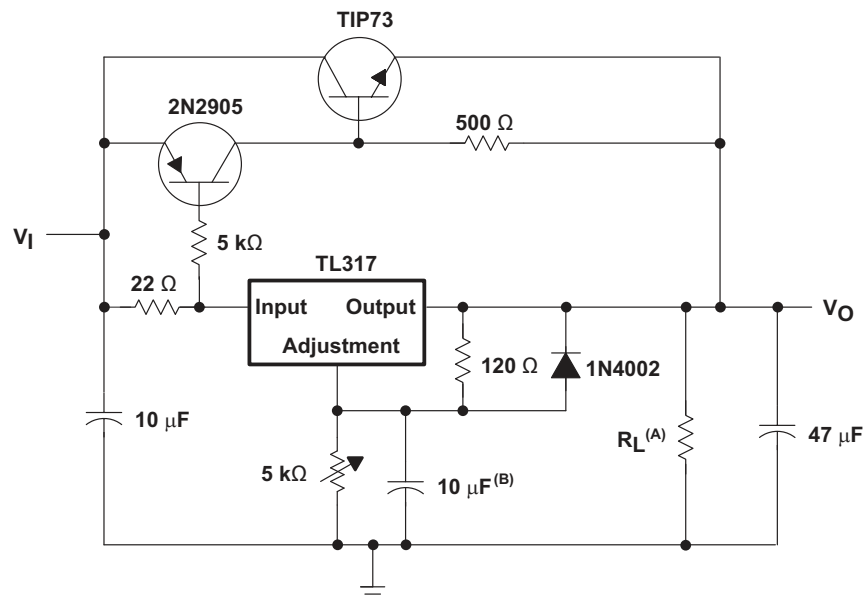 TIP73
2N2905
500 Ω
VI
5 kΩ
TL317
22 Ω
Input Output
Adjustment
VO
120 Ω
1N4002
10 μF
RL(A)
47 μF
5 kΩ
10 μF(B)